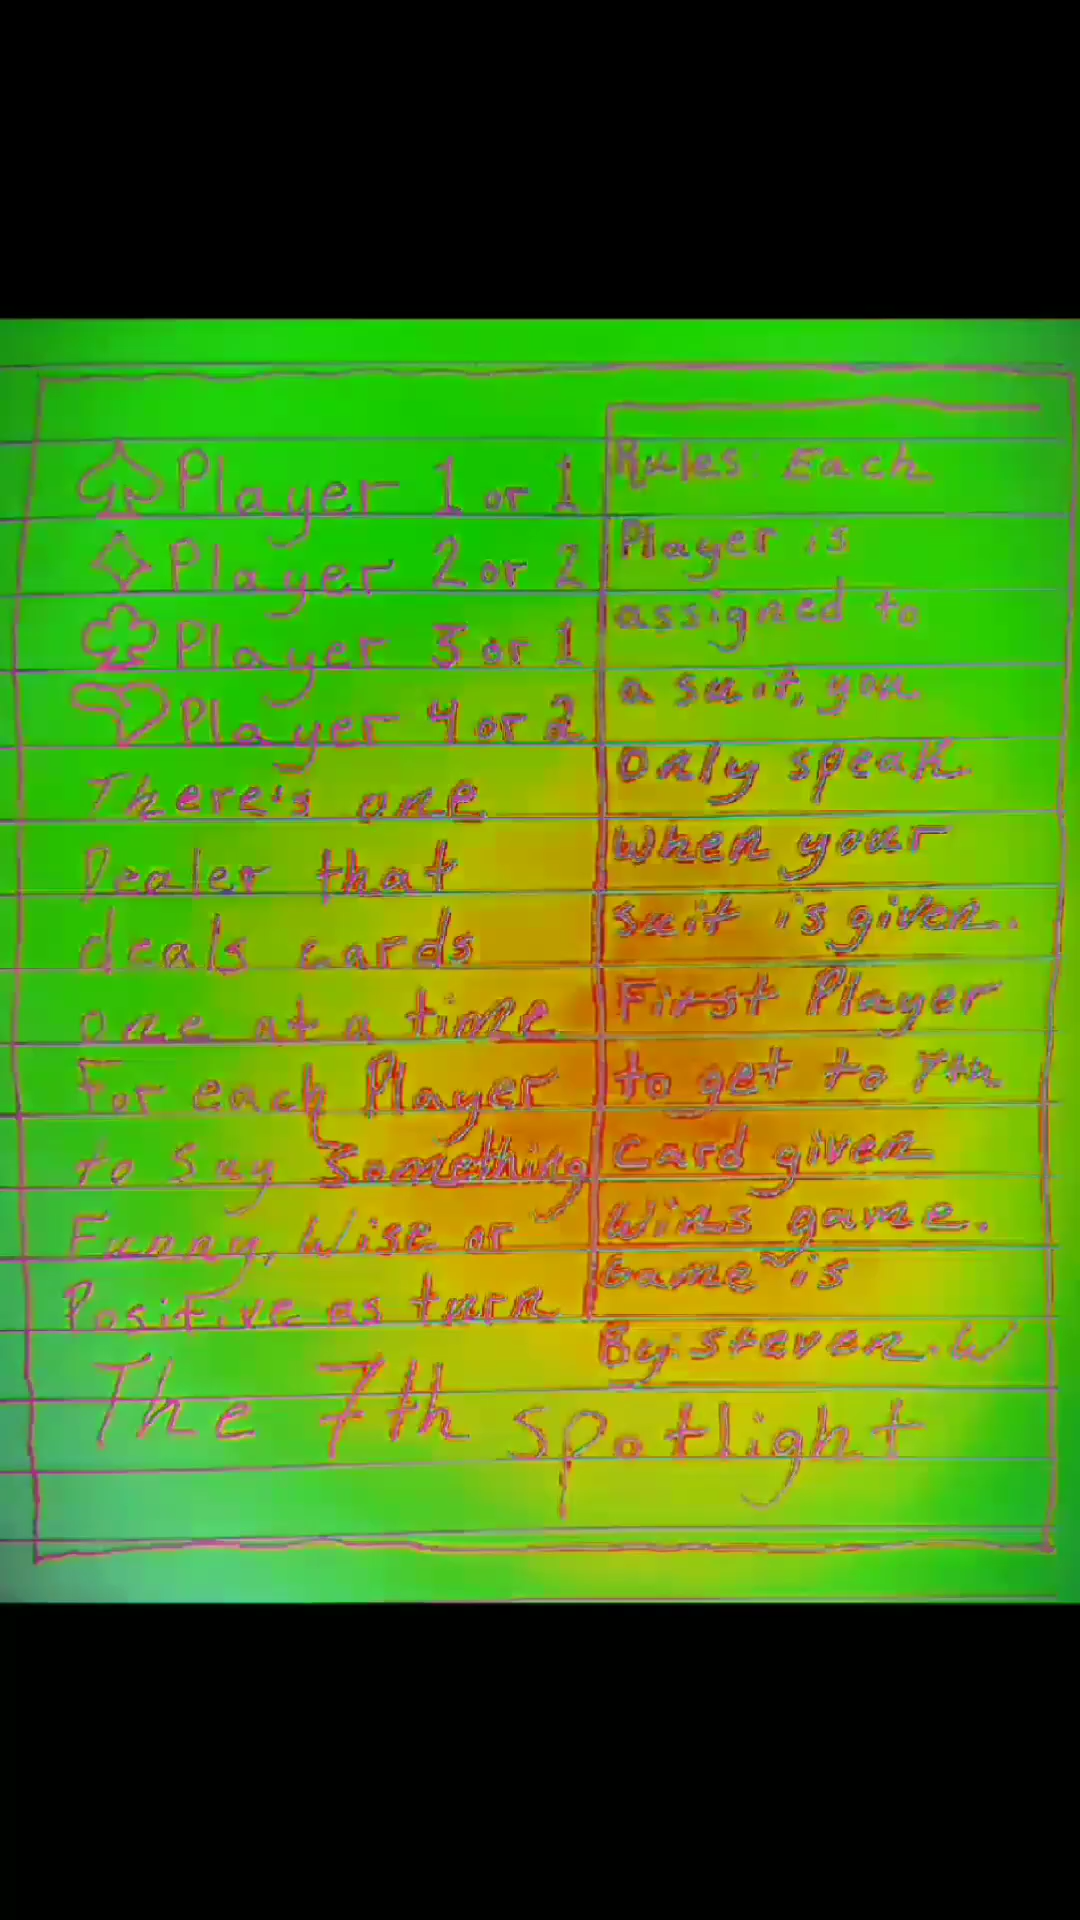 ♤ Player 1 or 1
♢ Player 2 or 2
♧ Player 3 or 1
♡ Player 4 or 2
There's one
Dealer that
deals cards
one at a time
For each Player
to say Something
Funny, Wise or
Positive as turn
Rules: Each
Player is
assigned to
a suit, you
only speak
when your
suit is given.
First Player
to get to 7th
card given
wins game.
Game is
By: Steven. W
The 7th Spotlight